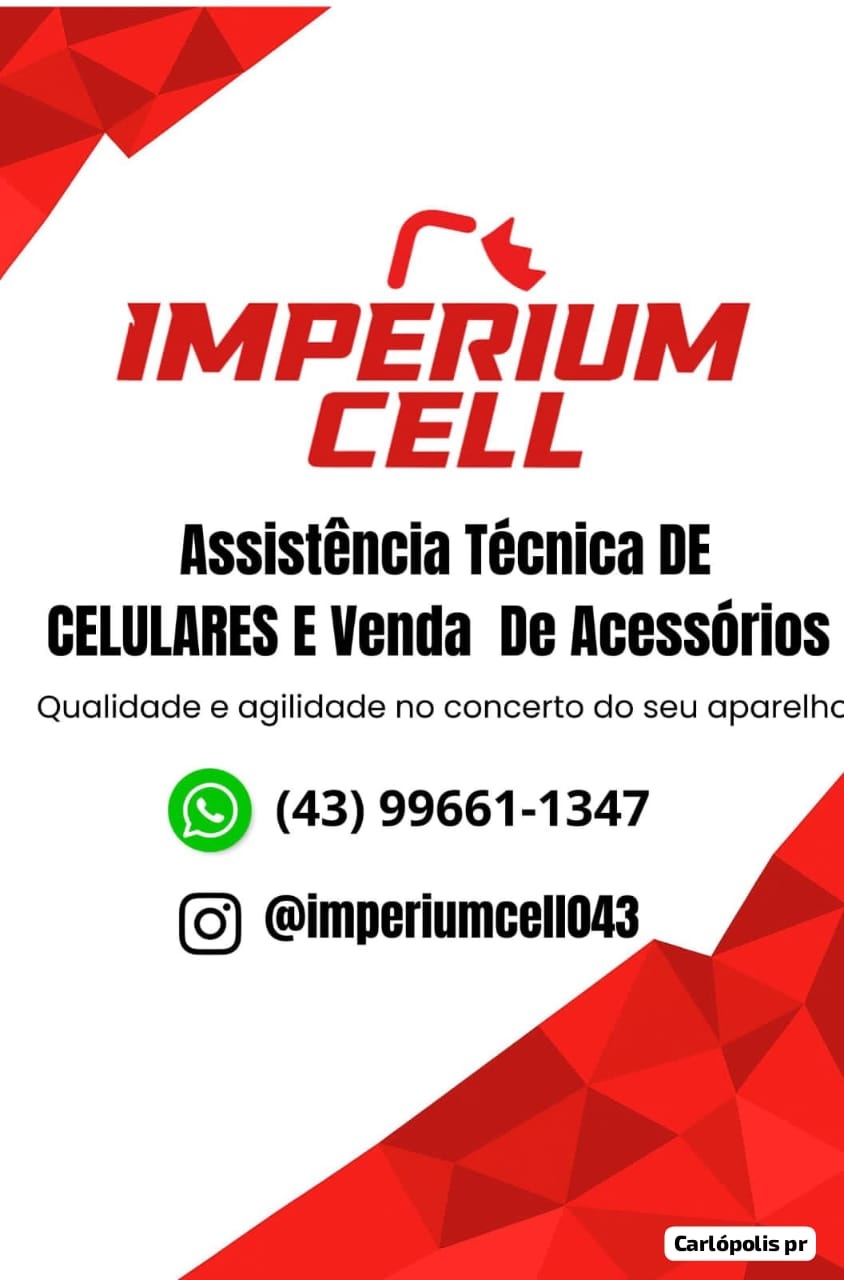 IMPERIUM
CELL
Assistência Técnica DE
CELULARES E Venda De Acessórios
Qualidade e agilidade no concerto do seu aparelho
(43) 99661-1347
@imperiumcell043
Carlópolis pr